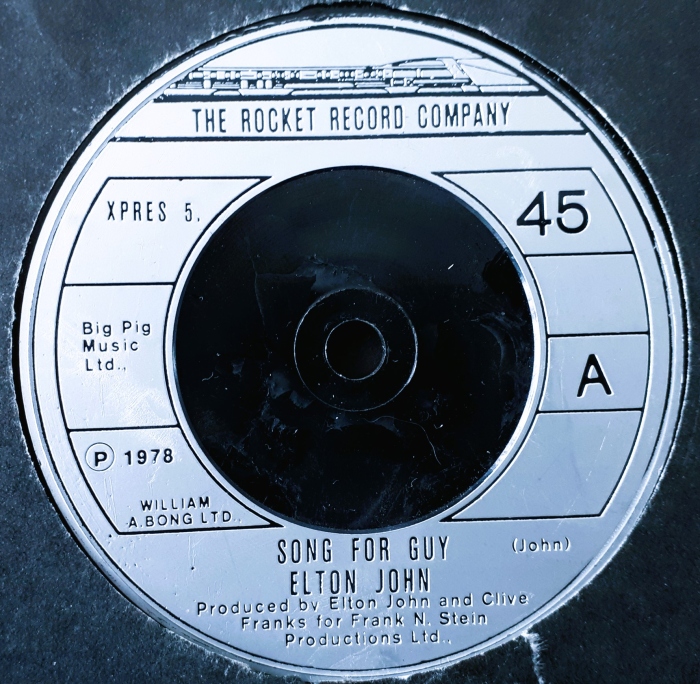 THE ROCKET RECORD COMPANY
XPRES 5.
45
Big Pig
Music
Ltd.,
A
Ⓟ 1978
WILLIAM
A.BONG LTD.
SONG FOR GUY
(John)
ELTON JOHN
Produced by Elton John and Clive
Franks for Frank N. Stein
Productions Ltd.,